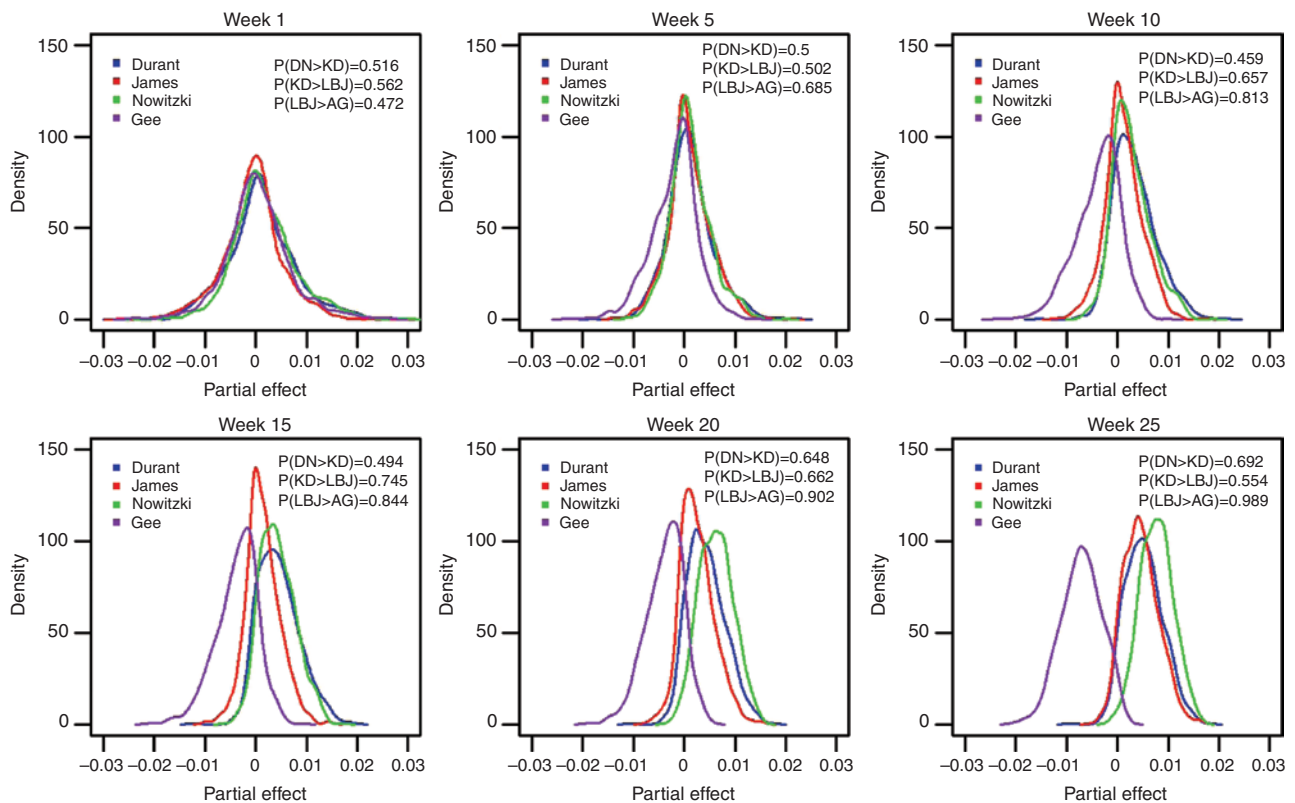 Week 1
150
100
50
0
Density
Durant
James
Nowitzki
Gee
P(DN>KD)=0.516
P(KD>LBJ)=0.562
P(LBJ>AG)=0.472
−0.03 −0.02 −0.01 0 0.01 0.02 0.03
Partial effect
Week 5
150
100
50
0
Density
Durant
James
Nowitzki
Gee
P(DN>KD)=0.5
P(KD>LBJ)=0.502
P(LBJ>AG)=0.685
−0.03 −0.02 −0.01 0 0.01 0.02 0.03
Partial effect
Week 10
150
100
50
0
Density
Durant
James
Nowitzki
Gee
P(DN>KD)=0.459
P(KD>LBJ)=0.657
P(LBJ>AG)=0.813
−0.03 −0.02 −0.01 0 0.01 0.02 0.03
Partial effect
Week 15
150
100
50
0
Density
Durant
James
Nowitzki
Gee
P(DN>KD)=0.494
P(KD>LBJ)=0.745
P(LBJ>AG)=0.844
−0.03 −0.02 −0.01 0 0.01 0.02 0.03
Partial effect
Week 20
150
100
50
0
Density
Durant
James
Nowitzki
Gee
P(DN>KD)=0.648
P(KD>LBJ)=0.662
P(LBJ>AG)=0.902
−0.03 −0.02 −0.01 0 0.01 0.02 0.03
Partial effect
Week 25
150
100
50
0
Density
Durant
James
Nowitzki
Gee
P(DN>KD)=0.692
P(KD>LBJ)=0.554
P(LBJ>AG)=0.989
−0.03 −0.02 −0.01 0 0.01 0.02 0.03
Partial effect